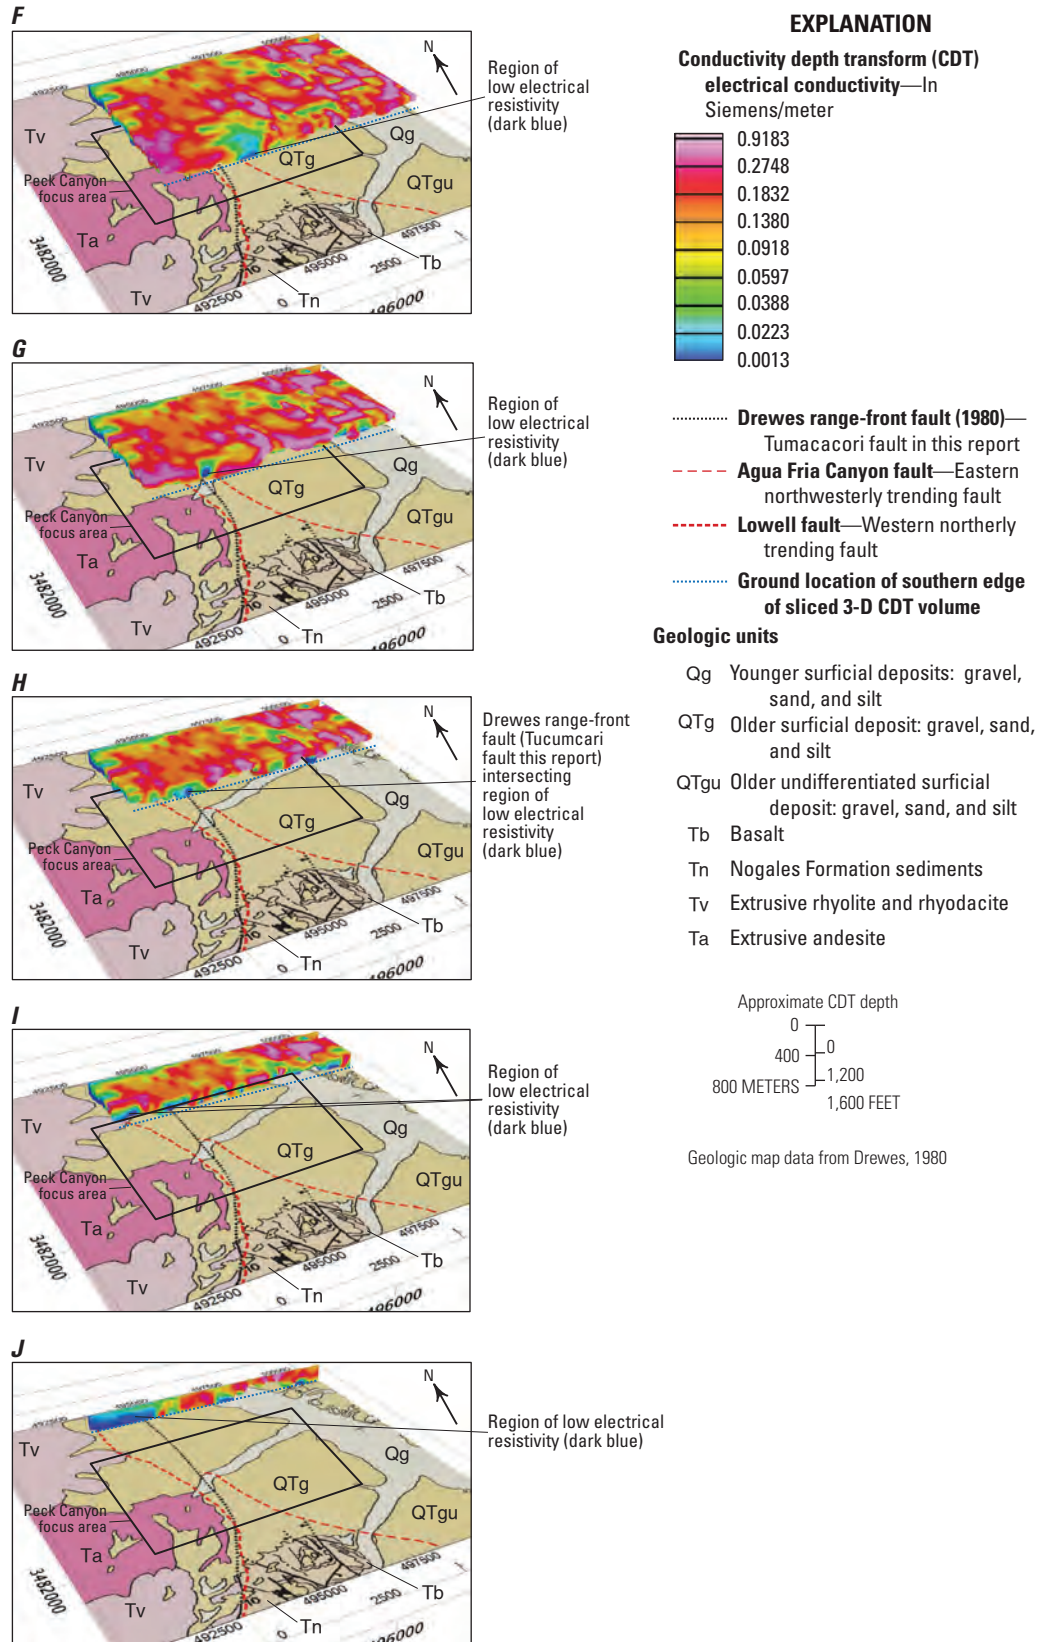 F
N
Tv
Qg
QTg
QTgu
Peck Canyon
focus area
Ta
Tv
Tb
Tn
3482000
492500
0
495000
2500
497500
496000
Region of
low electrical
resistivity
(dark blue)
G
N
Tv
Qg
QTg
QTgu
Peck Canyon
focus area
Ta
Tv
Tb
Tn
3482000
492500
0
495000
2500
497500
496000
Region of
low electrical
resistivity
(dark blue)
H
N
Tv
Qg
QTg
QTgu
Peck Canyon
focus area
Ta
Tv
Tb
Tn
3482000
492500
0
495000
2500
497500
496000
Drewes range-front
fault (Tucumcari
fault this report)
intersecting
region of
low electrical
resistivity
(dark blue)
I
N
Tv
Qg
QTg
QTgu
Peck Canyon
focus area
Ta
Tv
Tb
Tn
3482000
492500
0
495000
2500
497500
496000
Region of
low electrical
resistivity
(dark blue)
J
N
Tv
Qg
QTg
QTgu
Peck Canyon
focus area
Ta
Tv
Tb
Tn
3482000
492500
0
495000
2500
497500
496000
Region of low electrical
resistivity (dark blue)
EXPLANATION
Conductivity depth transform (CDT)
electrical conductivity—In
Siemens/meter
0.9183
0.2748
0.1832
0.1380
0.0918
0.0597
0.0388
0.0223
0.0013
Drewes range-front fault (1980)—
Tumacacori fault in this report
Agua Fria Canyon fault—Eastern
northwesterly trending fault
Lowell fault—Western northerly
trending fault
Ground location of southern edge
of sliced 3-D CDT volume
Geologic units
Qg Younger surficial deposits: gravel,
sand, and silt
QTg Older surficial deposit: gravel, sand,
and silt
QTgu Older undifferentiated surficial
deposit: gravel, sand, and silt
Tb Basalt
Tn Nogales Formation sediments
Tv Extrusive rhyolite and rhyodacite
Ta Extrusive andesite
Approximate CDT depth
0
0
400
1,200
800 METERS
1,600 FEET
Geologic map data from Drewes, 1980